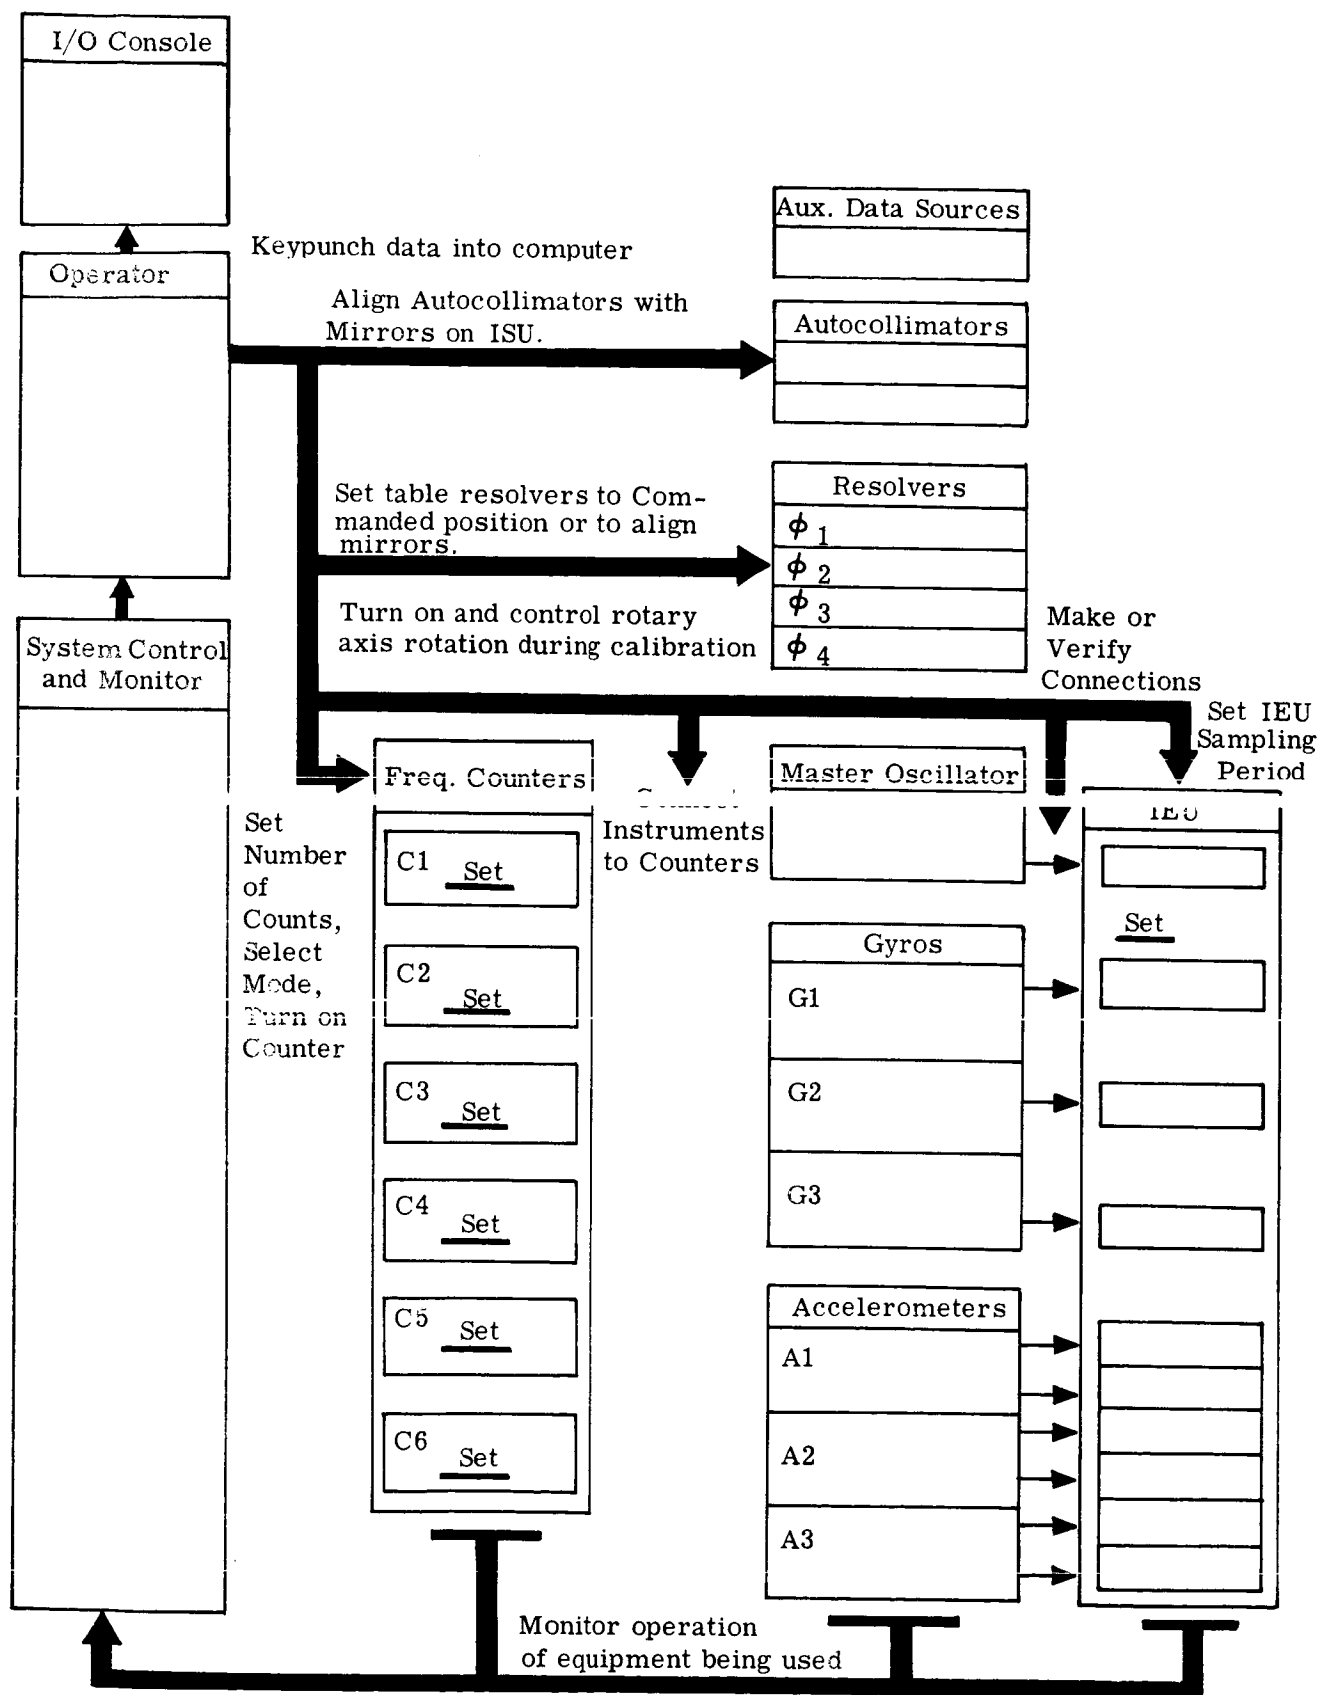 I/O Console
Aux. Data Sources
Keypunch data into computer
Operator
Align Autocollimators with
Mirrors on ISU.
Autocollimators
Resolvers
Set table resolvers to Com-
manded position or to align
mirrors.
ϕ 1
ϕ 2
ϕ 3
ϕ 4
Turn on and control rotary
axis rotation during calibration
Make or
Verify
Connections
System Control
and Monitor
Set IEU
Sampling
Period
Freq. Counters
Instruments
to Counters
Master Oscillator
IEU
Set
Number
of
Counts,
Select
Mode,
Turn on
Counter
C1 Set
C2 Set
C3 Set
C4 Set
C5 Set
C6 Set
Set
Gyros
G1
G2
G3
Accelerometers
A1
A2
A3
Monitor operation
of equipment being used